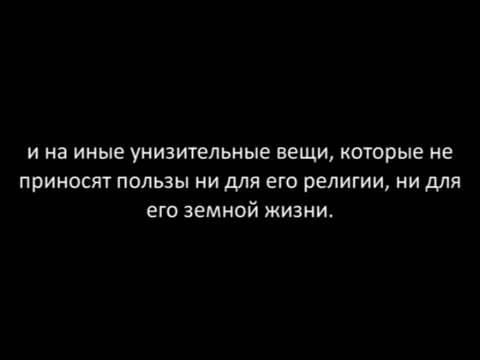 и на иные унизительные вещи, которые не
приносят пользы ни для его религии, ни для
его земной жизни.